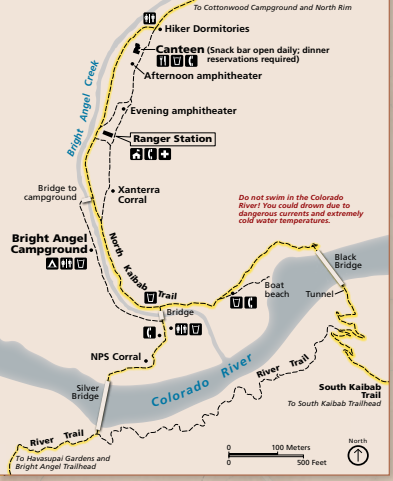 To Cottonwood Campground and North Rim
Hiker Dormitories
Canteen (Snack bar open daily; dinner
reservations required)
Afternoon amphitheater
Bright Angel Creek
Evening amphitheater
Ranger Station
Bridge to
campground
Xanterra
Corral
Do not swim in the Colorado
River! You could drown due to
dangerous currents and extremely
cold water temperatures.
Bright Angel
Campground
North Kaibab Trail
Black
Bridge
Boat
beach
Tunnel
Bridge
NPS Corral
Silver
Bridge
Colorado River
River Trail
South Kaibab
Trail
To South Kaibab Trailhead
River Trail
To Havasupai Gardens and
Bright Angel Trailhead
0 100 Meters
0 500 Feet
North